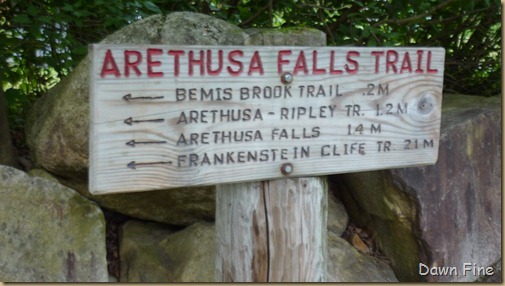 ARETHUSA FALLS TRAIL
BEMIS BROOK TRAIL .2M
ARETHUSA - RIPLEY TR. 1.2M
ARETHUSA FALLS 1.4 M
FRANKENSTEIN CLIFF TR. 2.1 M
Dawn Fine